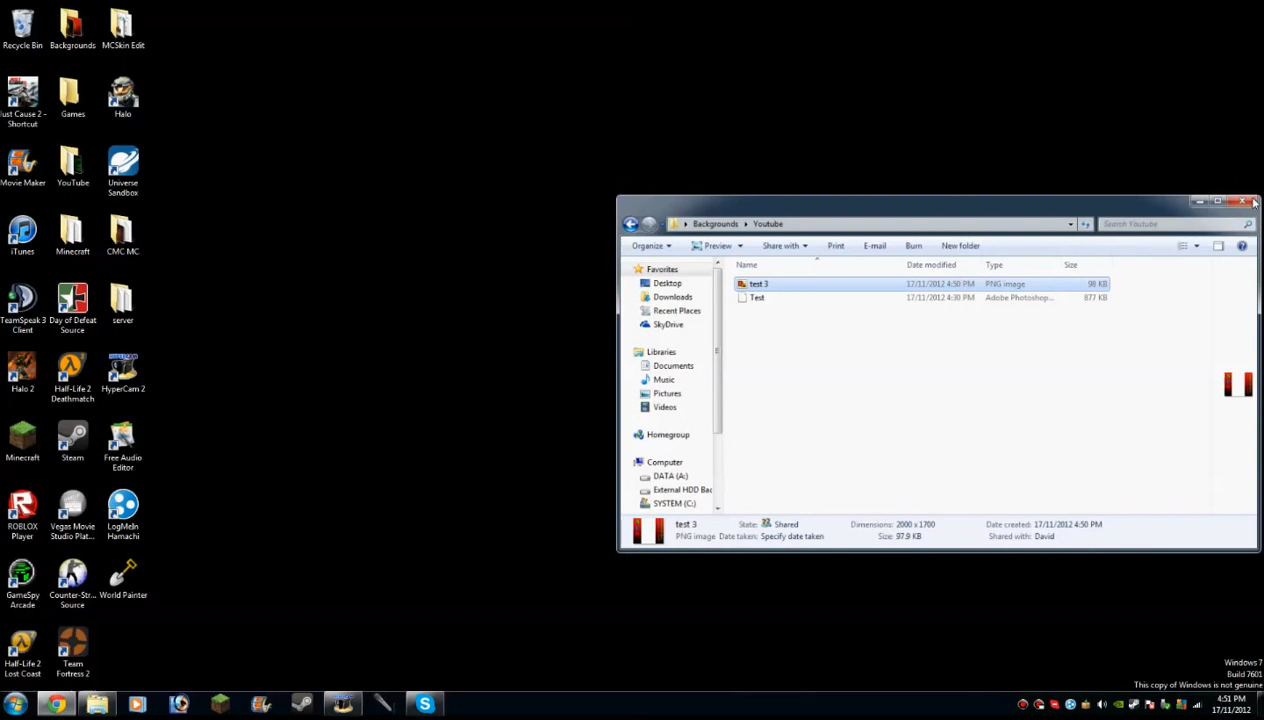 Recycle Bin
Backgrounds
MCSkin Edit
Just Cause 2 -
Shortcut
Games
Halo
Movie Maker
YouTube
Universe
Sandbox
iTunes
Minecraft
CMC MC
TeamSpeak 3
Client
Day of Defeat
Source
server
Halo 2
Half-Life 2
Deathmatch
HyperCam 2
Minecraft
Steam
Free Audio
Editor
ROBLOX
Player
Vegas Movie
Studio Plat...
LogMeIn
Hamachi
GameSpy
Arcade
Counter-Str...
Source
World Painter
Half-Life 2
Lost Coast
Team
Fortress 2
Backgrounds Youtube Search Youtube
Organize Preview Share with Print E-mail Burn New folder
Name Date modified Type Size
test 3 17/11/2012 4:50 PM PNG image 98 KB
Test 17/11/2012 4:30 PM Adobe Photoshop... 877 KB
Favorites
Desktop
Downloads
Recent Places
SkyDrive
Libraries
Documents
Music
Pictures
Videos
Homegroup
Computer
DATA (A:)
External HDD Bac
SYSTEM (C:)
test 3 State: Shared Dimensions: 2000 x 1700 Date created: 17/11/2012 4:50 PM
PNG image Date taken: Specify date taken Size: 97.9 KB Shared with: David
Windows 7
Build 7601
This copy of Windows is not genuine
4:51 PM
17/11/2012